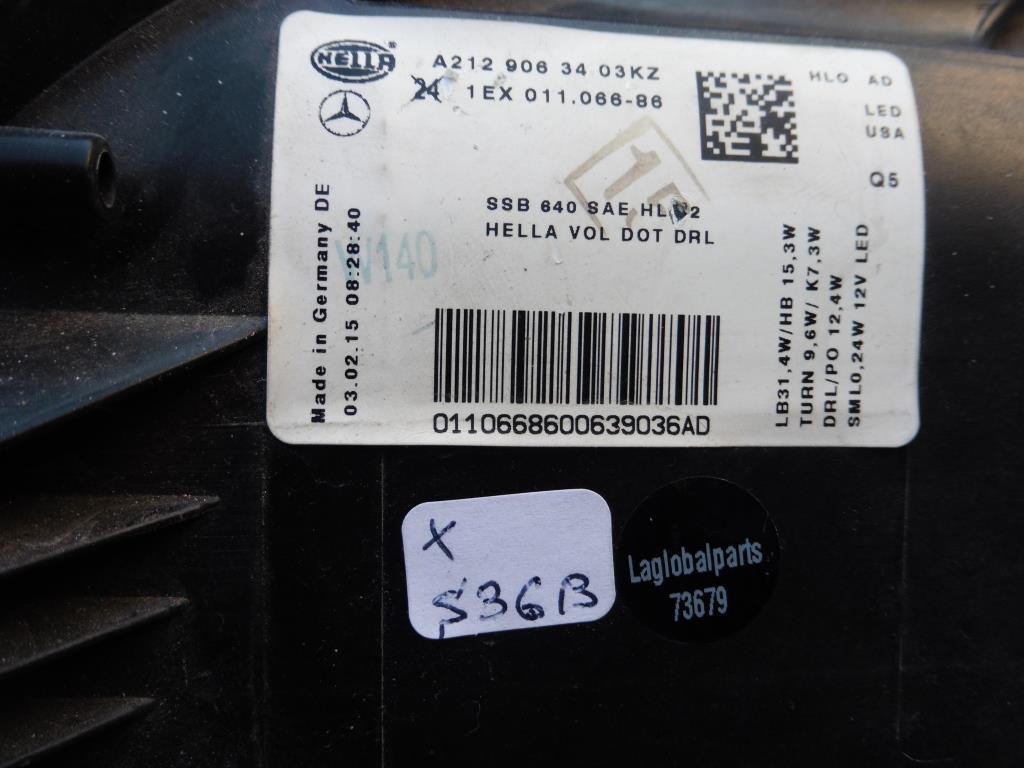 HELLA
A212 906 34 03KZ
24 1EX 011.066-86
HLG AD
LED
USA
Q5
15
SSB 640 SAE
HELLA VOL DOT DRL
W140
Made in Germany DE
03.02.15 08:28:40
LB31,4W/HB 15,3W
TURN 9,6W/ K7,3W
DRL/PO 12,4W
SML0,24W 12V LED
0110668600639036AD
X
S36B
Laglobalparts
73679